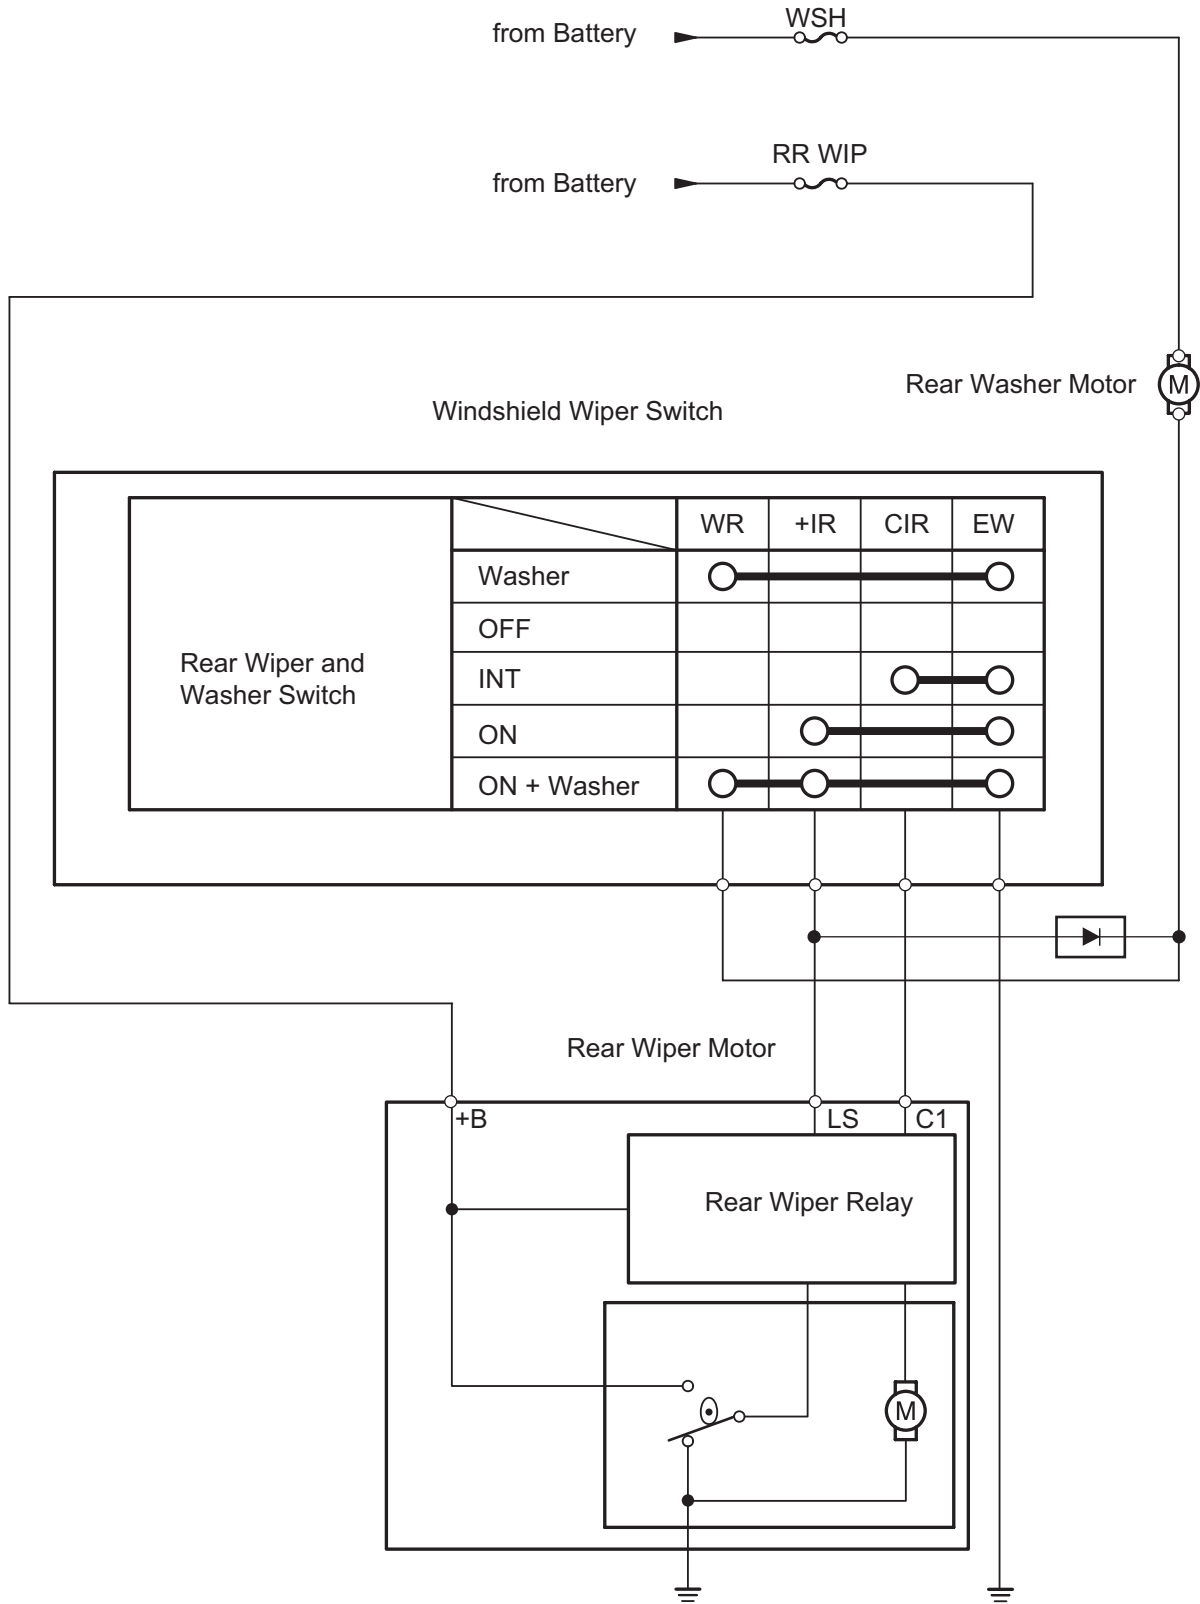 WSH
from Battery
RR WIP
from Battery
Rear Washer Motor
M
Windshield Wiper Switch
WR +IR CIR EW
Washer
OFF
Rear Wiper and
Washer Switch
INT
ON
ON + Washer
Rear Wiper Motor
+B LS C1
Rear Wiper Relay
M